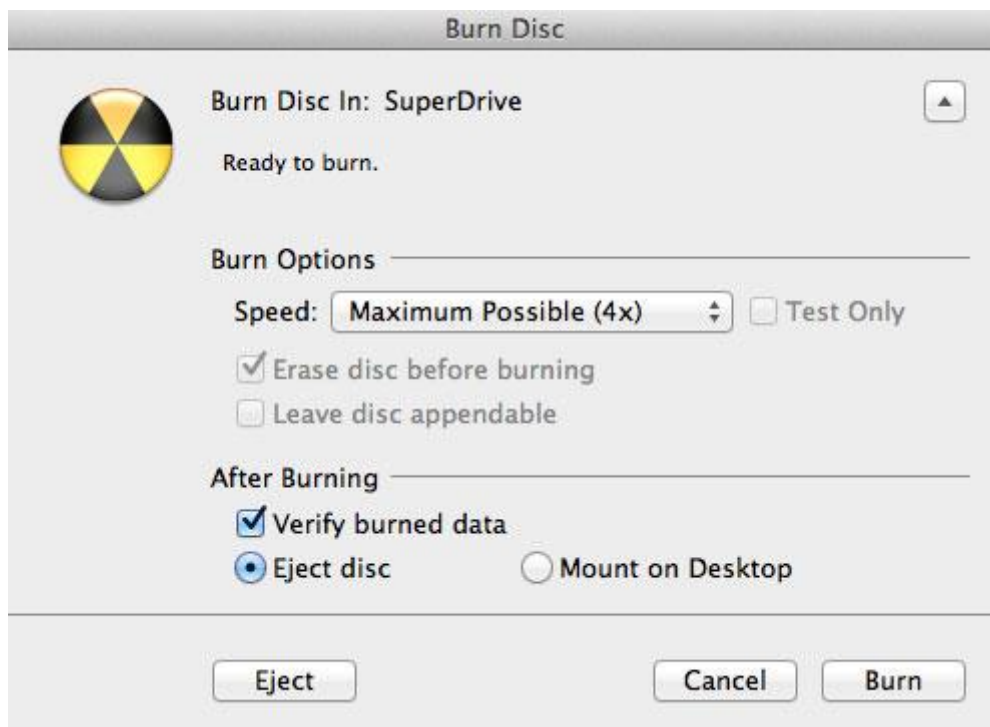 Burn Disc
Burn Disc In: SuperDrive
Ready to burn.
Burn Options
Speed: Maximum Possible (4x) Test Only
Erase disc before burning
Leave disc appendable
After Burning
Verify burned data
Eject disc Mount on Desktop
Eject Cancel Burn